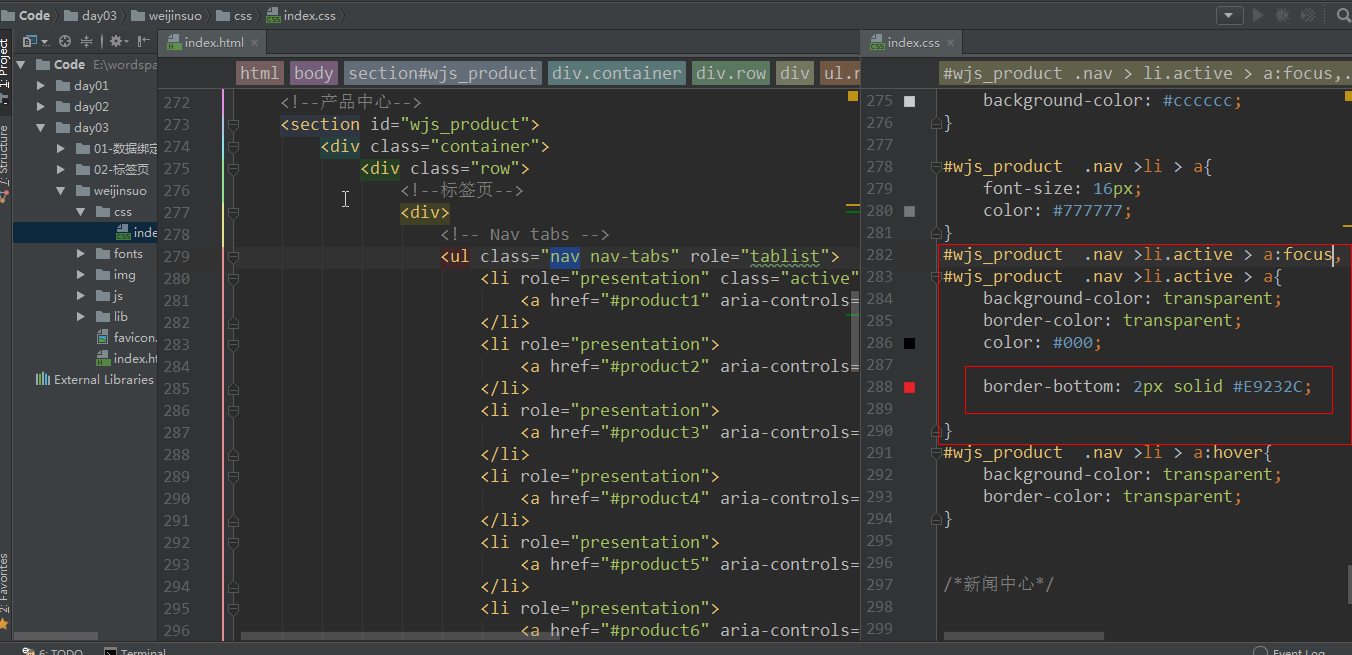 Code day03 weijinsuo css index.css
index.html
index.css
1: Project
7: Structure
2: Favorites
Code E:\wordspa
day01
day02
day03
01-数据绑定
02-标签页
weijinsuo
css
inde
fonts
img
js
lib
favicon.
index.ht
External Libraries
html body section#wjs_product div.container div.row div ul.n
272 <!--产品中心-->
273 <section id="wjs_product">
274 <div class="container">
275 <div class="row">
276 <!--标签页-->
277 <div>
278 <!-- Nav tabs -->
279 <ul class="nav nav-tabs" role="tablist">
280 <li role="presentation" class="active"
281 <a href="#product1" aria-controls=
282 </li>
283 <li role="presentation">
284 <a href="#product2" aria-controls=
285 </li>
286 <li role="presentation">
287 <a href="#product3" aria-controls=
288 </li>
289 <li role="presentation">
290 <a href="#product4" aria-controls=
291 </li>
292 <li role="presentation">
293 <a href="#product5" aria-controls=
294 </li>
295 <li role="presentation">
296 <a href="#product6" aria-controls=
#wjs_product .nav > li.active > a:focus,.
275 background-color: #cccccc;
276 }
277
278 #wjs_product .nav >li > a{
279 font-size: 16px;
280 color: #777777;
281 }
282 #wjs_product .nav >li.active > a:focus,
283 #wjs_product .nav >li.active > a{
284 background-color: transparent;
285 border-color: transparent;
286 color: #000;
287
288 border-bottom: 2px solid #E9232C;
289
290 }
291 #wjs_product .nav >li > a:hover{
292 background-color: transparent;
293 border-color: transparent;
294 }
295
296
297 /*新闻中心*/
298
299
6: TODO Terminal Event Log